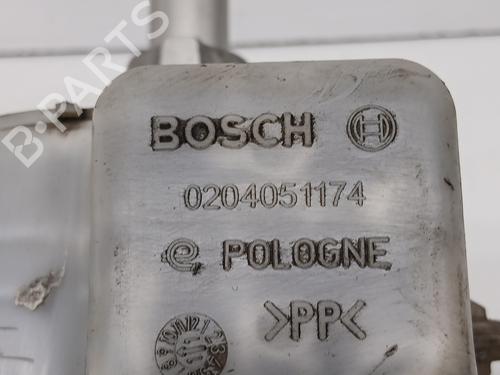 B-PARTS
BOSCH
0204051174
POLOGNE
>PP<